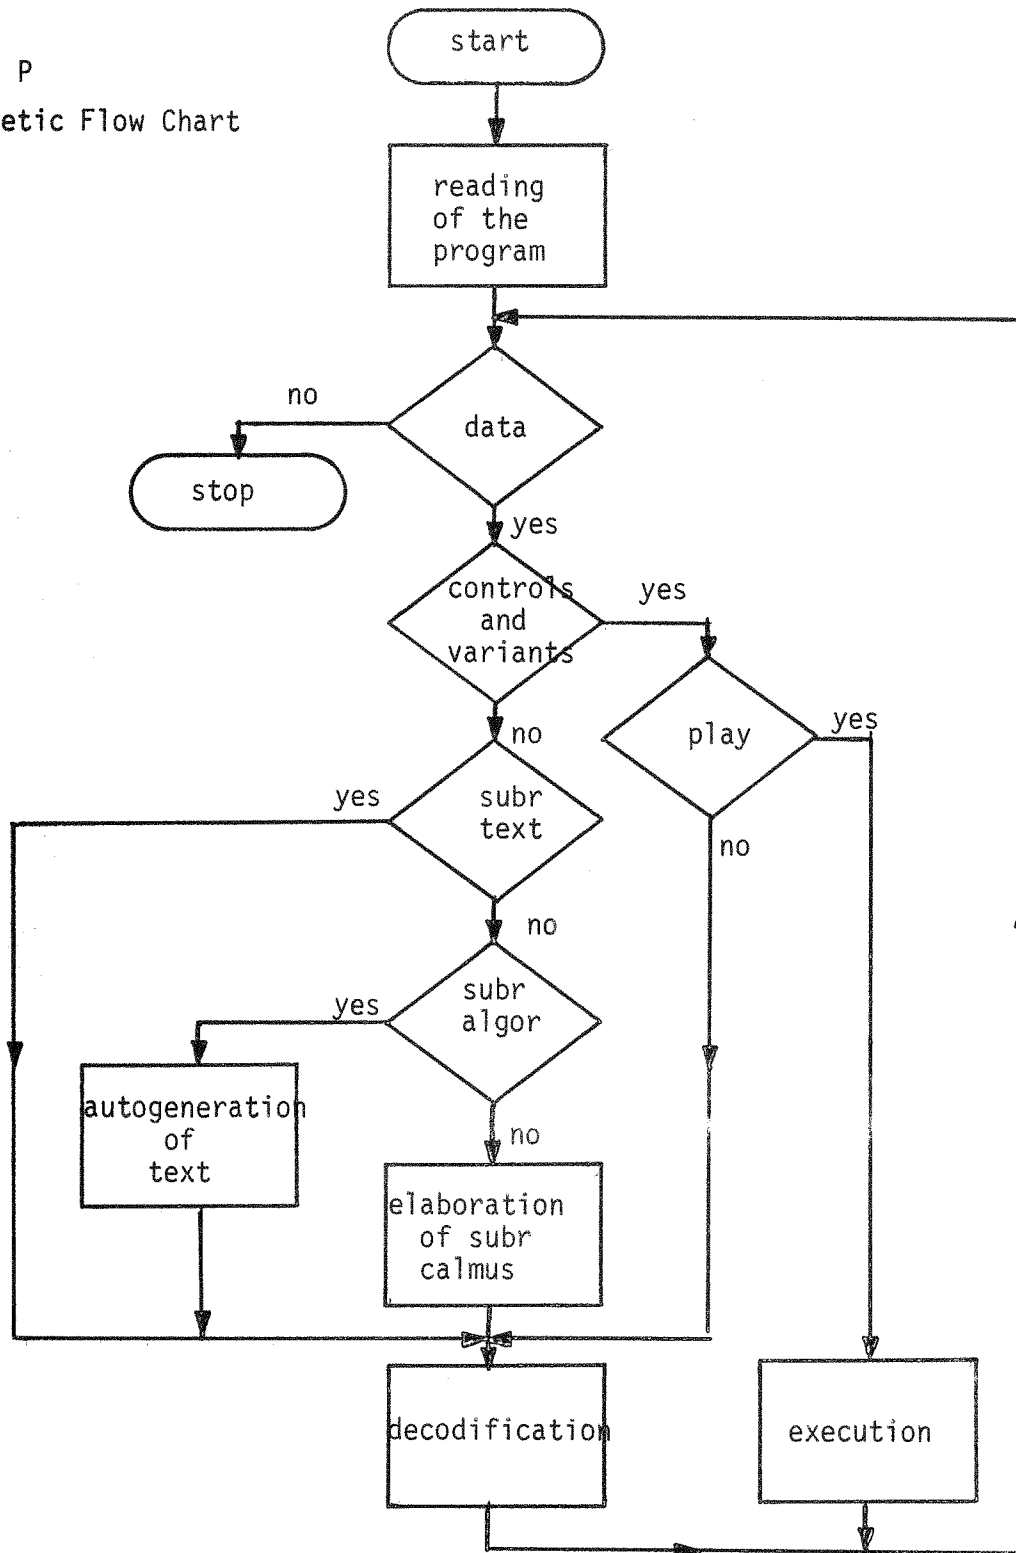 start
P
etic Flow Chart
reading
of the
program
no
data
stop
yes
controls
and
variants
yes
no
play
yes
yes
subr
text
no
no
yes
subr
algor
autogeneration
of
text
no
elaboration
of subr
calmus
decodification
execution